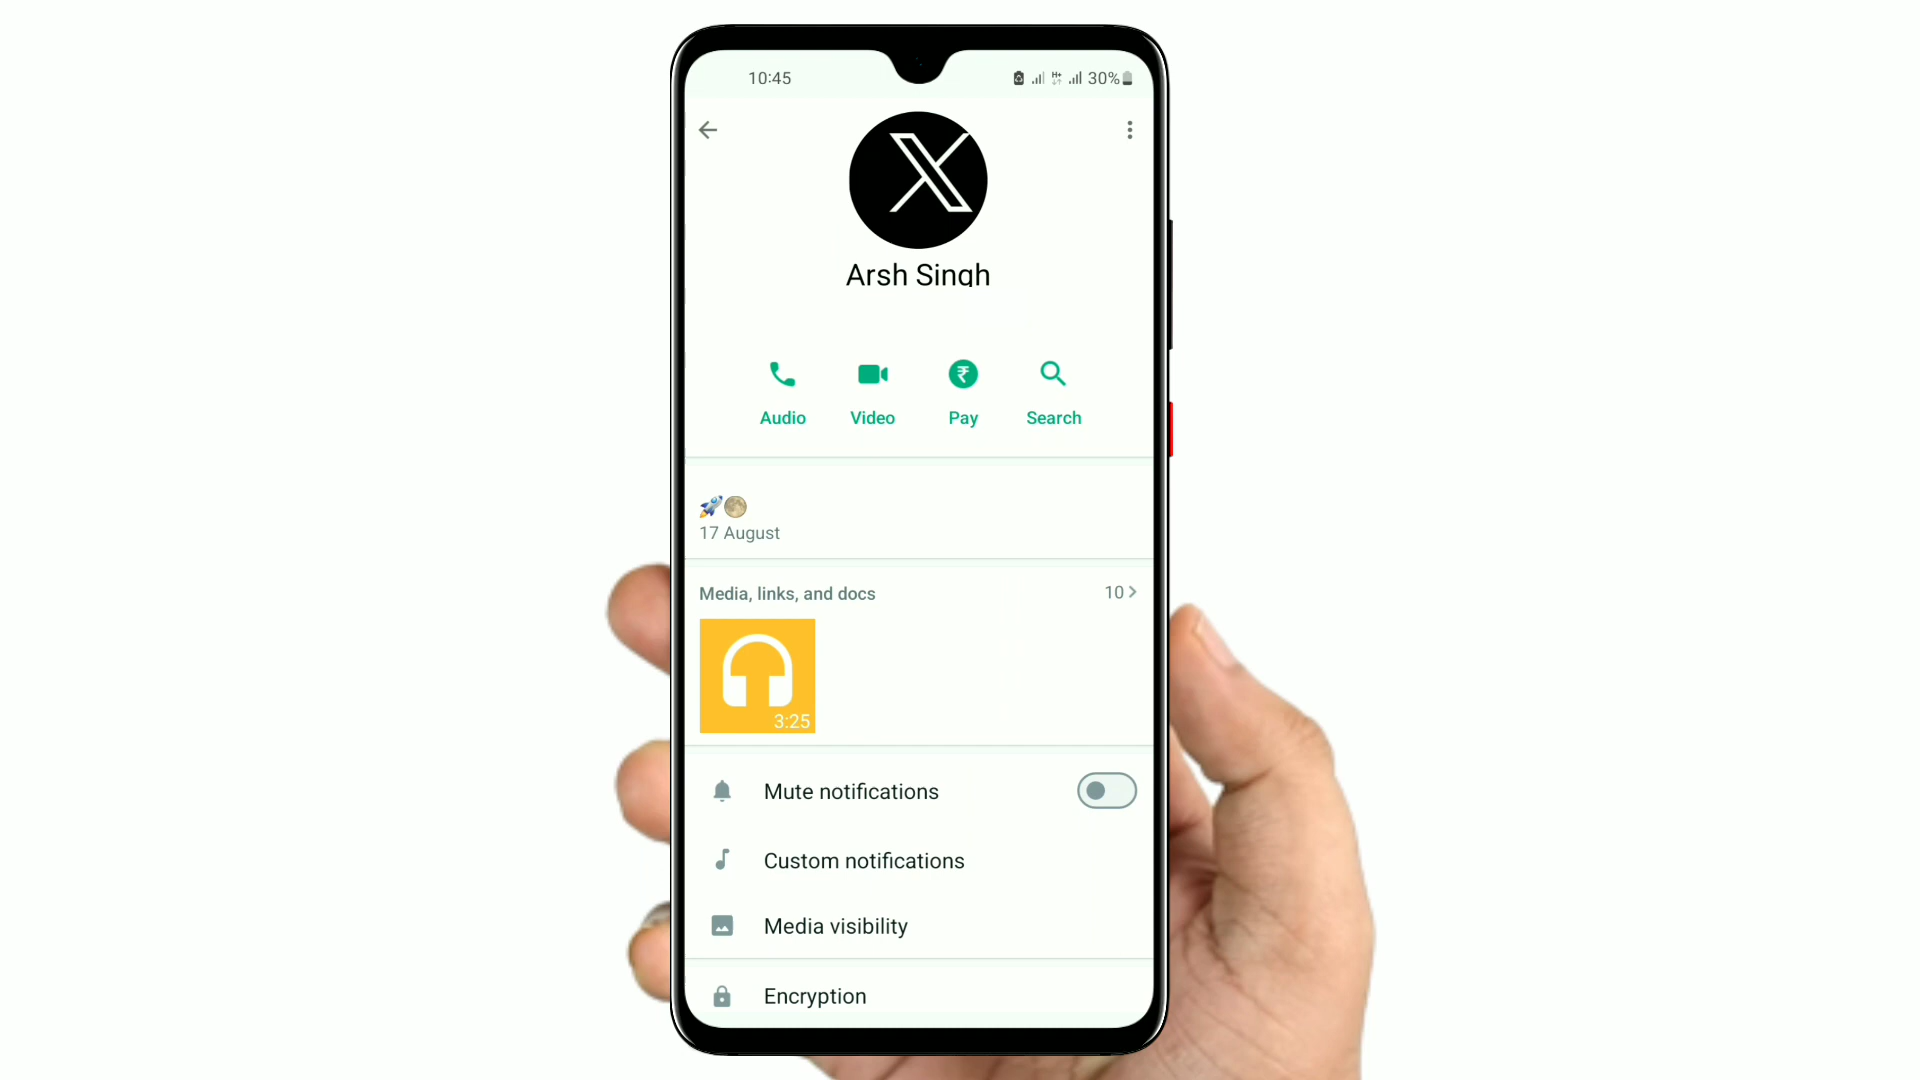 10:45
30%
Arsh Singh
Audio
Video
Pay
Search
17 August
Media, links, and docs
10
3:25
Mute notifications
Custom notifications
Media visibility
Encryption